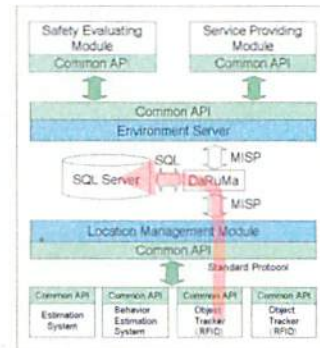 Safety Evaluating
Module
Common API
Service Providing
Module
Common API
Common API
Environment Server
SQL
MISP
SQL Server
DaRuMa
MISP
Location Management Module
Common API
Standard Protocol
Common API
Estimation
System
Common API
Behavior
Estimation
System
Common API
Object
Tracker
(RFID)
Common API
Object
Tracker
(RFID)